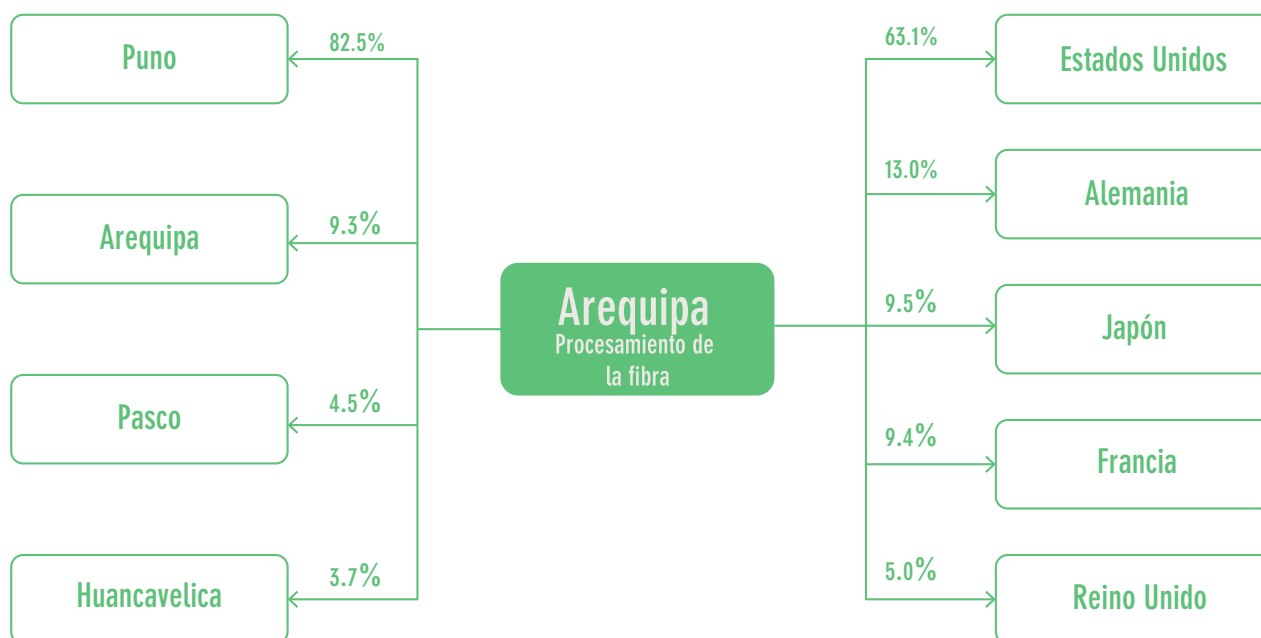 Puno
82.5%
Arequipa
9.3%
Pasco
4.5%
Huancavelica
3.7%
Arequipa
Procesamiento de
la fibra
63.1%
Estados Unidos
13.0%
Alemania
9.5%
Japón
9.4%
Francia
5.0%
Reino Unido